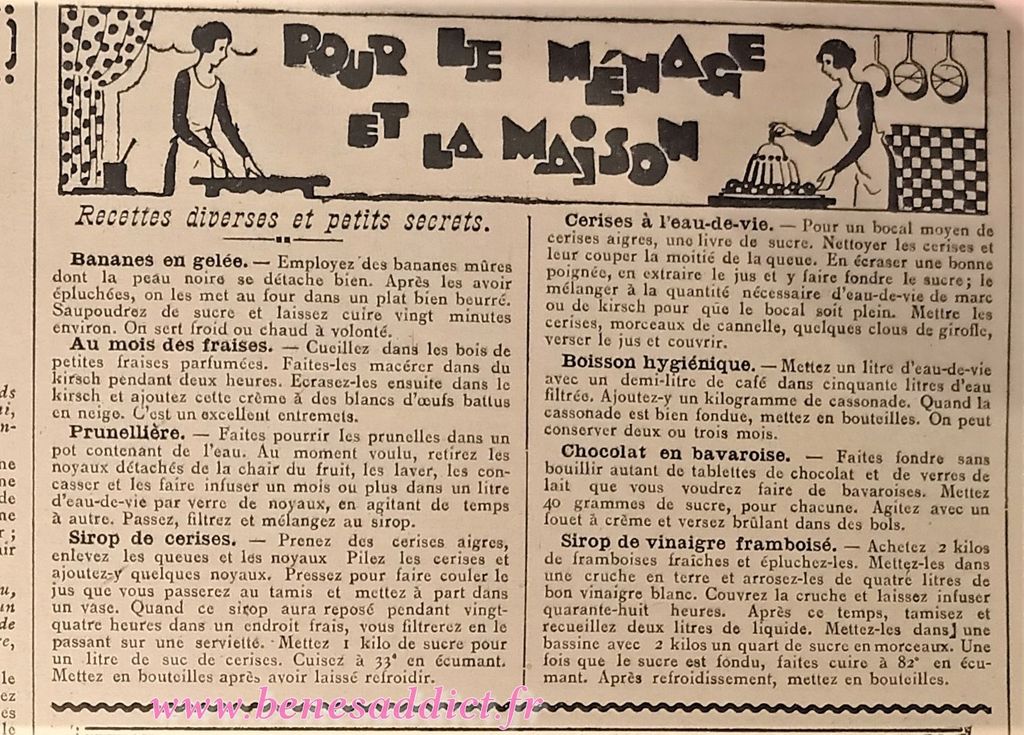 POUR LE MÉNAGE
ET LA MAISON
Recettes diverses et petits secrets.
Bananes en gelée. — Employez des bananes mûres
dont la peau noire se détache bien. Après les avoir
épluchées, on les met au four dans un plat bien beurré.
Saupoudrez de sucre et laissez cuire vingt minutes
environ. On sert froid ou chaud à volonté.
Au mois des fraises. — Cueillez dans les bois de
petites fraises parfumées. Faites-les macérer dans du
kirsch pendant deux heures. Ecrasez-les ensuite dans le
kirsch et ajoutez cette crème à des blancs d'œufs battus
en neige. C'est un excellent entremets.
Prunellière. — Faites pourrir les prunelles dans un
pot contenant de l'eau. Au moment voulu, retirez les
noyaux détachés de la chair du fruit, les laver, les con-
casser et les faire infuser un mois ou plus dans un litre
d'eau-de-vie par verre de noyaux, en agitant de temps
à autre. Passez, filtrez et mélangez au sirop.
Sirop de cerises. — Prenez des cerises aigres,
enlevez les queues et les noyaux Pilez les cerises et
ajoutez-y quelques noyaux. Pressez pour faire couler le
jus que vous passerez au tamis et mettez à part dans
un vase. Quand ce sirop aura reposé pendant vingt-
quatre heures dans un endroit frais, vous filtrerez en le
passant sur une serviette. Mettez 1 kilo de sucre pour
un litre de suc de cerises. Cuisez à 33° en écumant.
Mettez en bouteilles après avoir laissé refroidir.
Cerises à l'eau-de-vie. — Pour un bocal moyen de
cerises aigres, une livre de sucre. Nettoyer les cerises et
leur couper la moitié de la queue. En écraser une bonne
poignée, en extraire le jus et y faire fondre le sucre; le
mélanger à la quantité nécessaire d'eau-de-vie de marc
ou de kirsch pour que le bocal soit plein. Mettre les
cerises, morceaux de cannelle, quelques clous de girofle,
verser le jus et couvrir.
Boisson hygiénique. — Mettez un litre d'eau-de-vie
avec un demi-litre de café dans cinquante litres d'eau
filtrée. Ajoutez-y un kilogramme de cassonade. Quand la
cassonade est bien fondue, mettez en bouteilles. On peut
conserver deux ou trois mois.
Chocolat en bavaroise. — Faites fondre sans
bouillir autant de tablettes de chocolat et de verres de
lait que vous voudrez faire de bavaroises. Mettez
40 grammes de sucre, pour chacune. Agitez avec un
fouet à crème et versez brûlant dans des bols.
Sirop de vinaigre framboisé. — Achetez 2 kilos
de framboises fraîches et épluchez-les. Mettez-les dans
une cruche en terre et arrosez-les de quatre litres de
bon vinaigre blanc. Couvrez la cruche et laissez infuser
quarante-huit heures. Après ce temps, tamisez et
recueillez deux litres de liquide. Mettez-les dans une
bassine avec 2 kilos un quart de sucre en morceaux. Une
fois que le sucre est fondu, faites cuire à 82° en écu-
mant. Après refroidissement, mettez en bouteilles.
www.benesaddict.fr